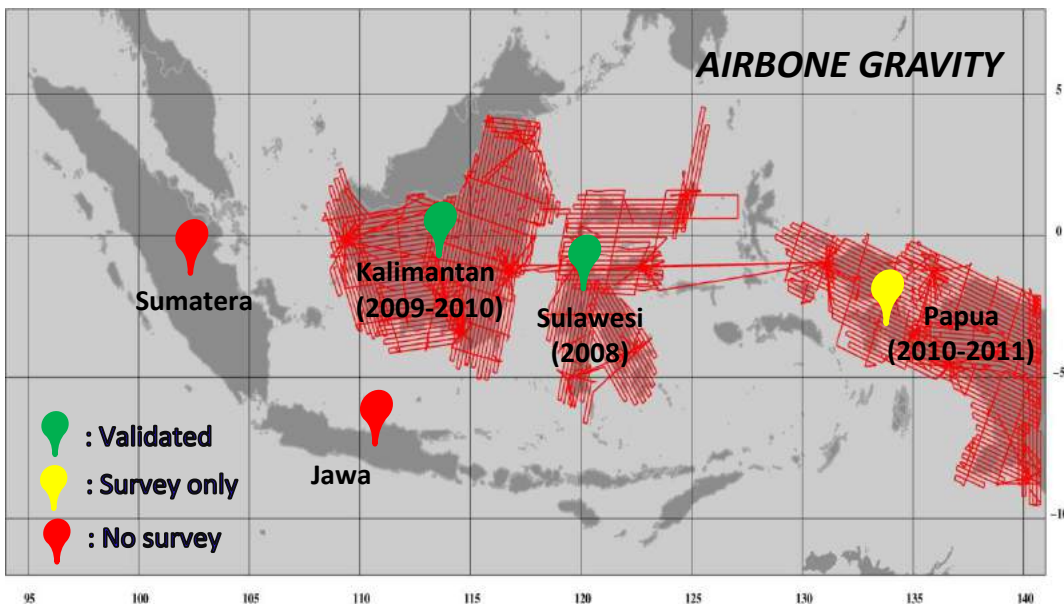 AIRBONE GRAVITY
5
0
Kalimantan
(2009-2010)
Sumatera
Sulawesi
(2008)
Papua
(2010-2011)
-5
: Validated
Jawa
: Survey only
-10
: No survey
95 100 105 110 115 120 125 130 135 140